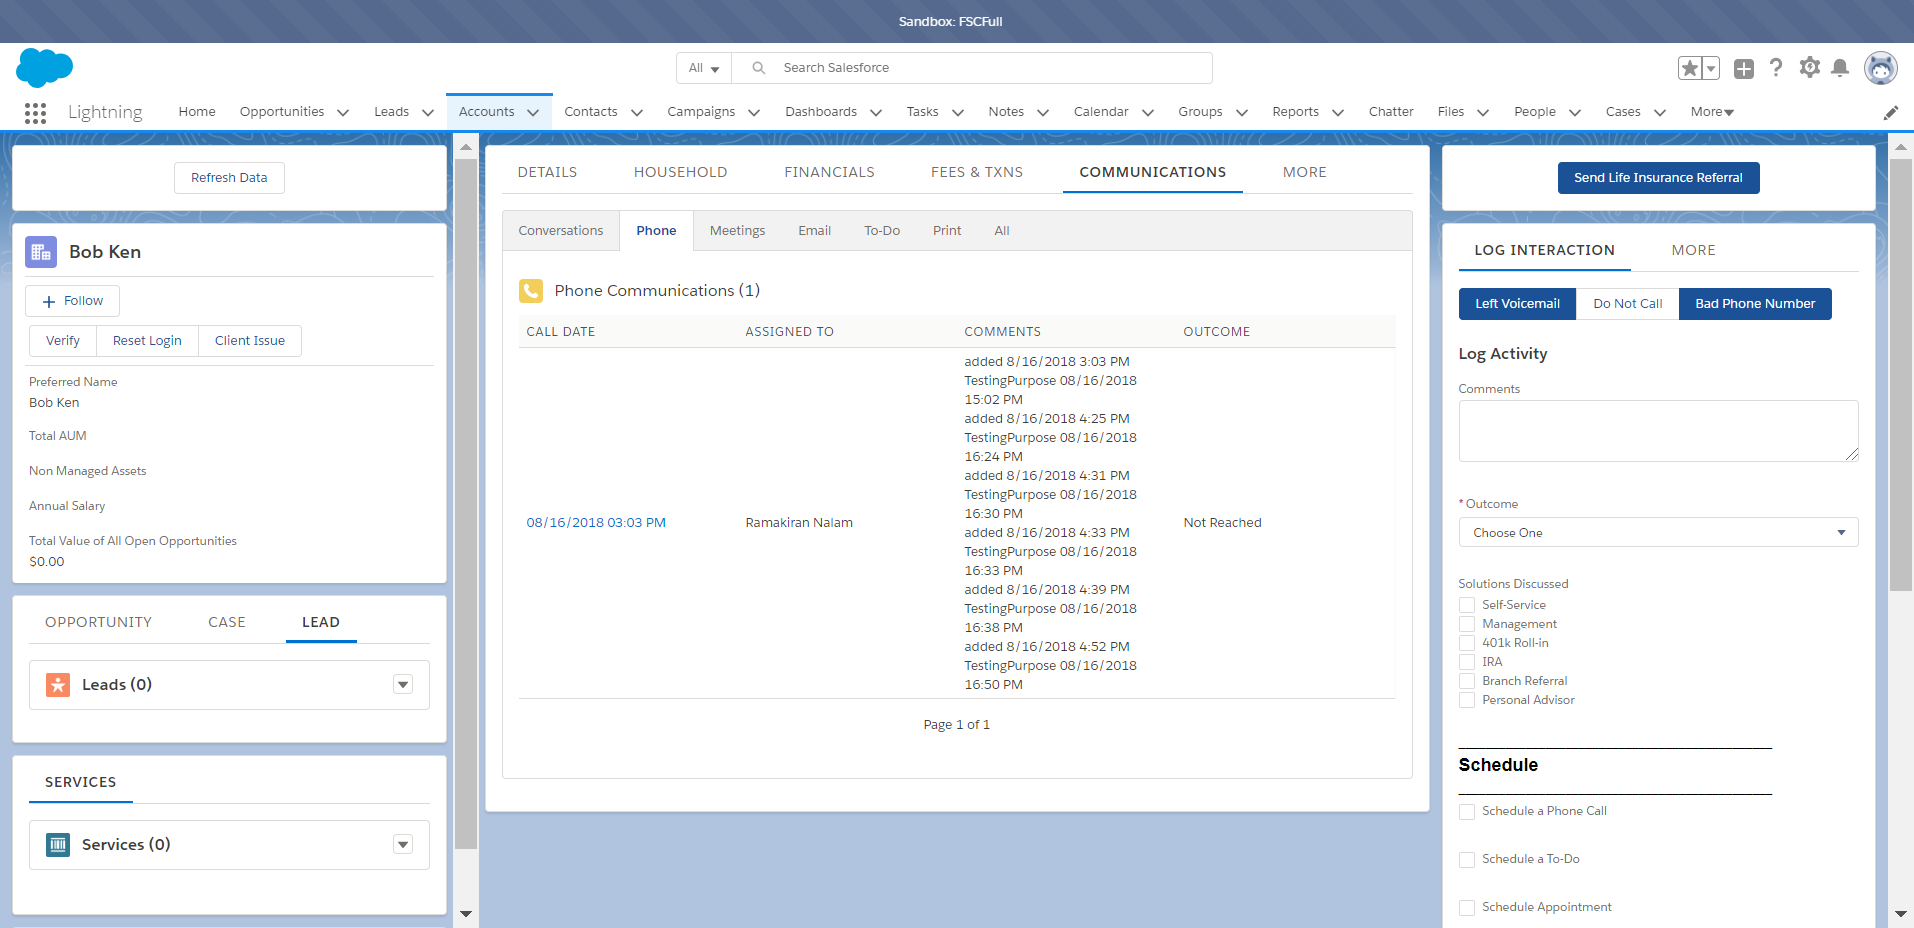 Sandbox: FSCFull
All
Search Salesforce
Lightning
Home
Opportunities
Leads
Accounts
Contacts
Campaigns
Dashboards
Tasks
Notes
Calendar
Groups
Reports
Chatter
Files
People
Cases
More
Refresh Data
Bob Ken
Follow
Verify
Reset Login
Client Issue
Preferred Name
Bob Ken
Total AUM
Non Managed Assets
Annual Salary
Total Value of All Open Opportunities
$0.00
OPPORTUNITY
CASE
LEAD
Leads (0)
SERVICES
Services (0)
DETAILS
HOUSEHOLD
FINANCIALS
FEES & TXNS
COMMUNICATIONS
MORE
Conversations
Phone
Meetings
Email
To-Do
Print
All
Phone Communications (1)
CALL DATE
ASSIGNED TO
COMMENTS
OUTCOME
08/16/2018 03:03 PM
Ramakiran Nalam
added 8/16/2018 3:03 PM
TestingPurpose 08/16/2018
15:02 PM
added 8/16/2018 4:25 PM
TestingPurpose 08/16/2018
16:24 PM
added 8/16/2018 4:31 PM
TestingPurpose 08/16/2018
16:30 PM
added 8/16/2018 4:33 PM
TestingPurpose 08/16/2018
16:33 PM
added 8/16/2018 4:39 PM
TestingPurpose 08/16/2018
16:38 PM
added 8/16/2018 4:52 PM
TestingPurpose 08/16/2018
16:50 PM
Not Reached
Page 1 of 1
Send Life Insurance Referral
LOG INTERACTION
MORE
Left Voicemail
Do Not Call
Bad Phone Number
Log Activity
Comments
* Outcome
Choose One
Solutions Discussed
Self-Service
Management
401k Roll-in
IRA
Branch Referral
Personal Advisor
Schedule
Schedule a Phone Call
Schedule a To-Do
Schedule Appointment